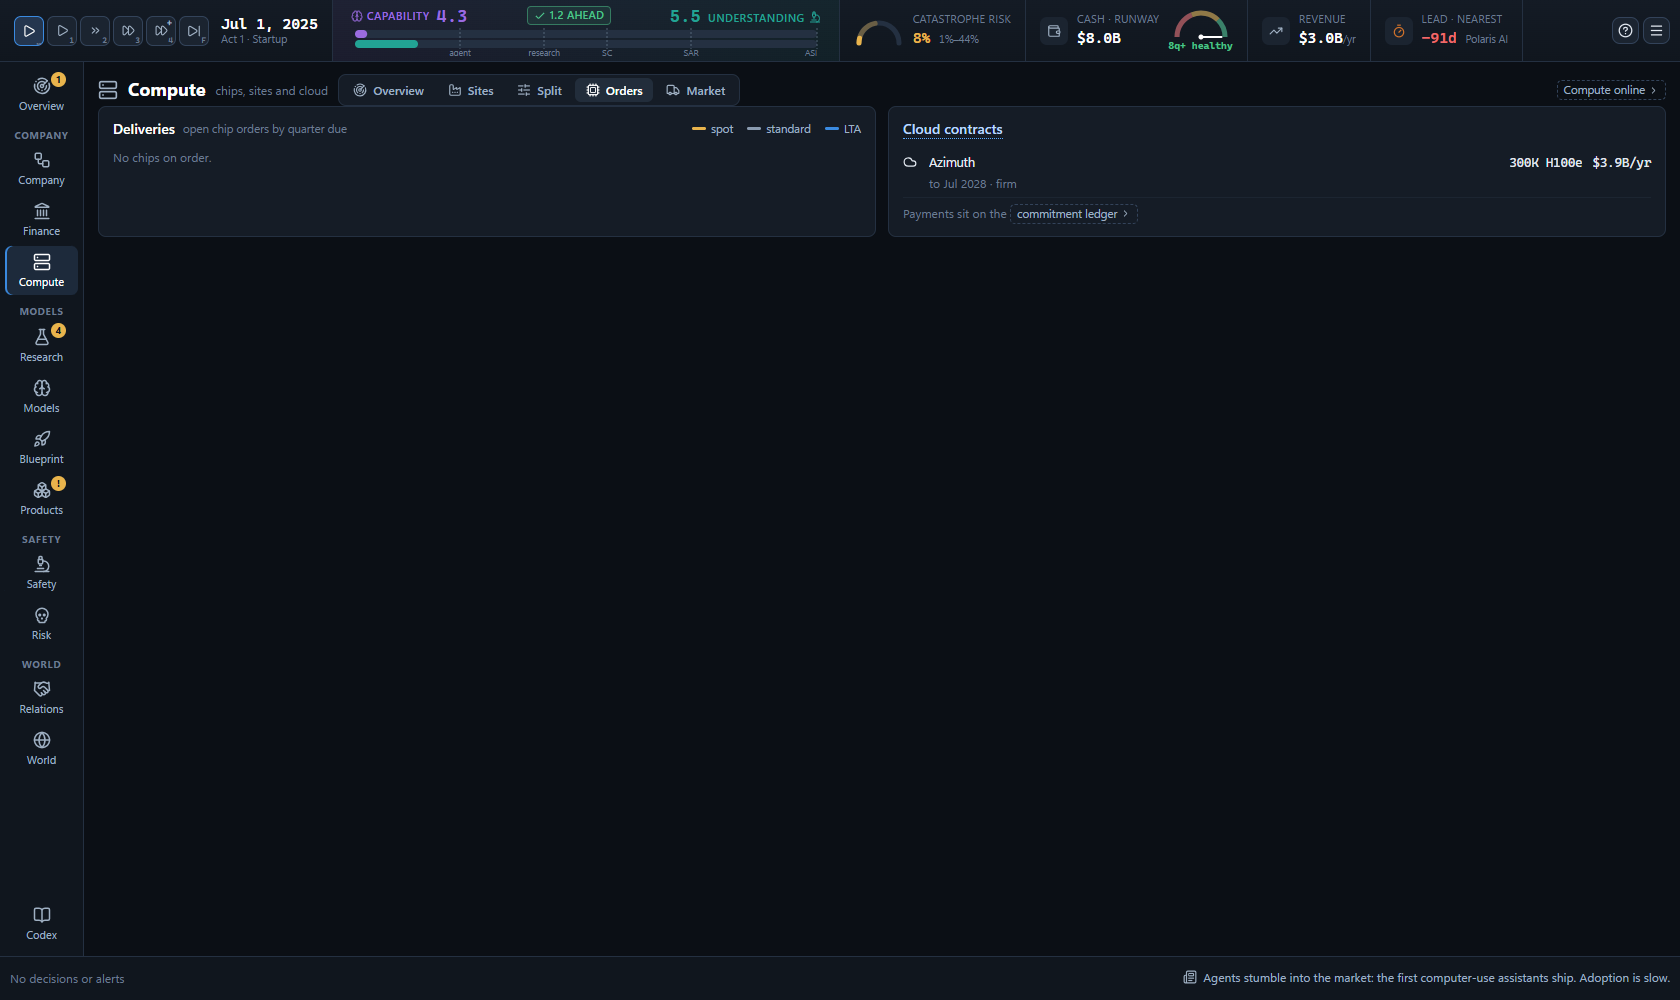 1
2
3
4
F
Jul 1, 2025
Act 1 · Startup
CAPABILITY 4.3
1.2 AHEAD
5.5 UNDERSTANDING
agent
research
SC
SAR
ASI
CATASTROPHE RISK
8% 1%–44%
CASH · RUNWAY
$8.0B
8q+ healthy
REVENUE
$3.0B/yr
LEAD · NEAREST
−91d Polaris AI
1
Overview
COMPANY
Company
Finance
Compute
MODELS
4
Research
Models
Blueprint
!
Products
SAFETY
Safety
Risk
WORLD
Relations
World
Codex
Compute chips, sites and cloud
Overview
Sites
Split
Orders
Market
Compute online ›
Deliveries open chip orders by quarter due
spot
standard
LTA
No chips on order.
Cloud contracts
Azimuth
300K H100e $3.9B/yr
to Jul 2028 · firm
Payments sit on the commitment ledger ›
No decisions or alerts
Agents stumble into the market: the first computer-use assistants ship. Adoption is slow.